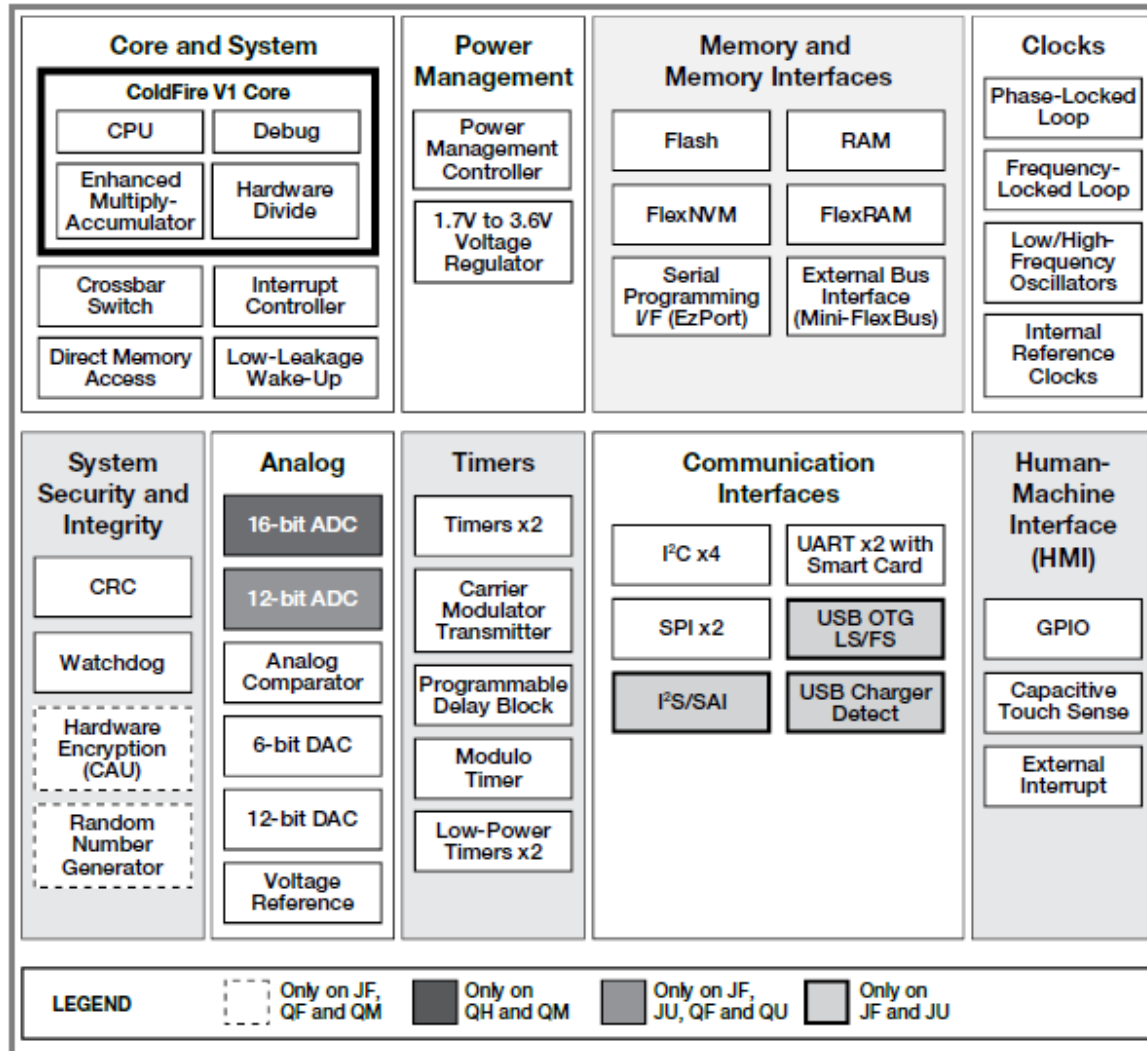 Core and System
ColdFire V1 Core
CPU
Debug
Enhanced
Multiply-
Accumulator
Hardware
Divide
Crossbar
Switch
Interrupt
Controller
Direct Memory
Access
Low-Leakage
Wake-Up
Power
Management
Power
Management
Controller
1.7V to 3.6V
Voltage
Regulator
Memory and
Memory Interfaces
Flash
RAM
FlexNVM
FlexRAM
Serial
Programming
I/F (EzPort)
External Bus
Interface
(Mini-FlexBus)
Clocks
Phase-Locked
Loop
Frequency-
Locked Loop
Low/High-
Frequency
Oscillators
Internal
Reference
Clocks
System
Security and
Integrity
CRC
Watchdog
Hardware
Encryption
(CAU)
Random
Number
Generator
Analog
16-bit ADC
12-bit ADC
Analog
Comparator
6-bit DAC
12-bit DAC
Voltage
Reference
Timers
Timers x2
Carrier
Modulator
Transmitter
Programmable
Delay Block
Modulo
Timer
Low-Power
Timers x2
Communication
Interfaces
I²C x4
UART x2 with
Smart Card
SPI x2
USB OTG
LS/FS
I²S/SAI
USB Charger
Detect
Human-
Machine
Interface
(HMI)
GPIO
Capacitive
Touch Sense
External
Interrupt
LEGEND
Only on JF,
QF and QM
Only on
QH and QM
Only on JF,
JU, QF and QU
Only on
JF and JU